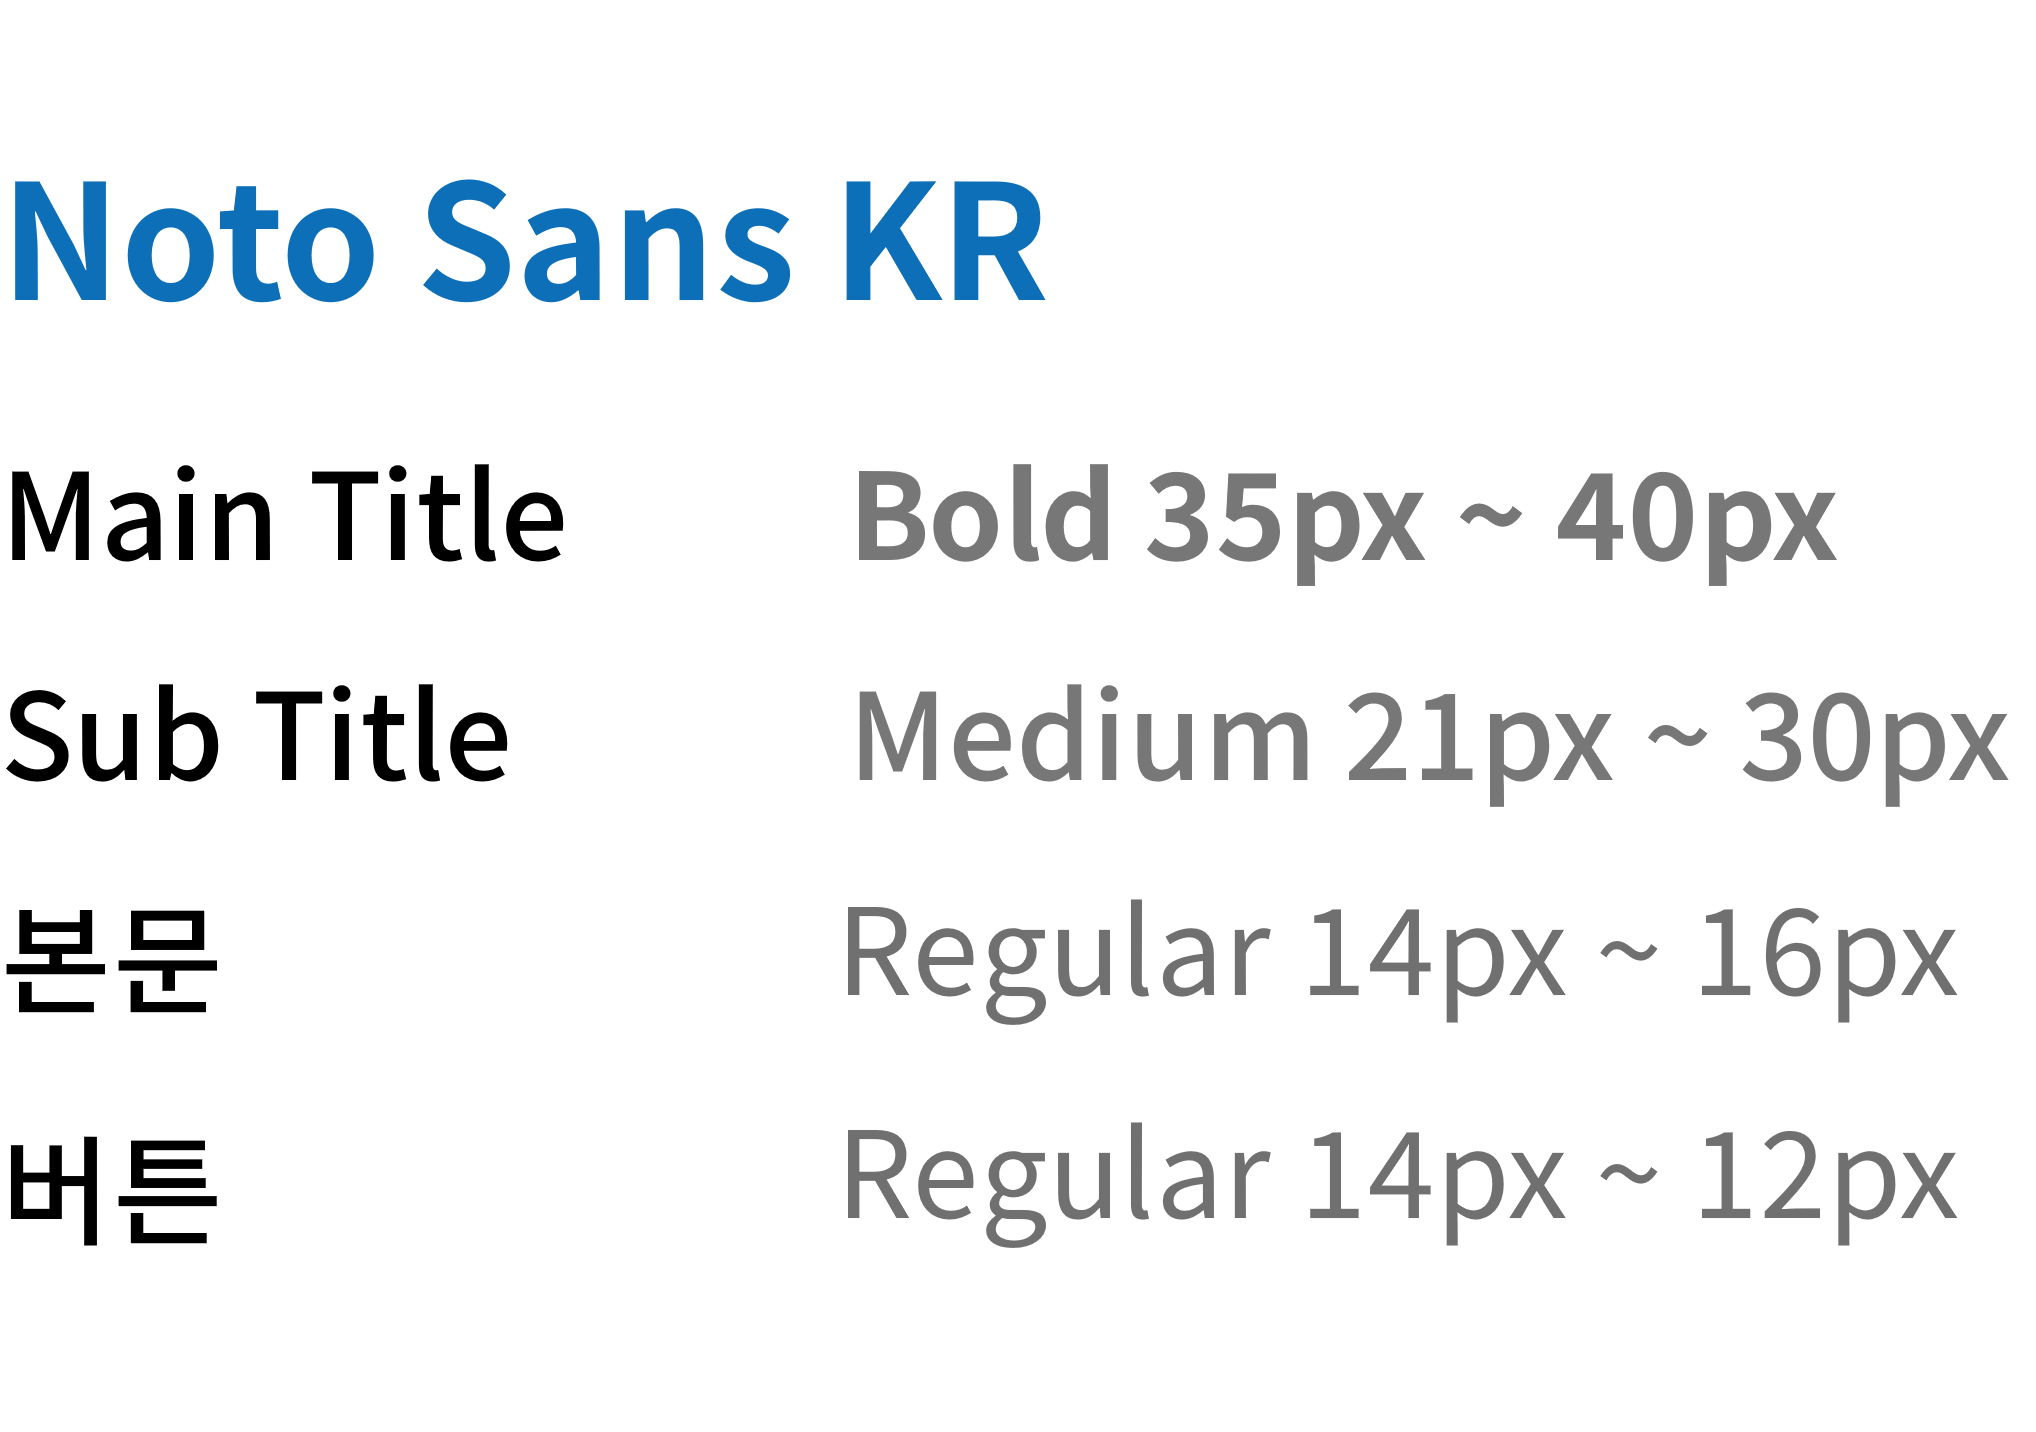 Noto Sans KR
Main Title Bold 35px ~ 40px
Sub Title Medium 21px ~ 30px
본문 Regular 14px ~ 16px
버튼 Regular 14px ~ 12px